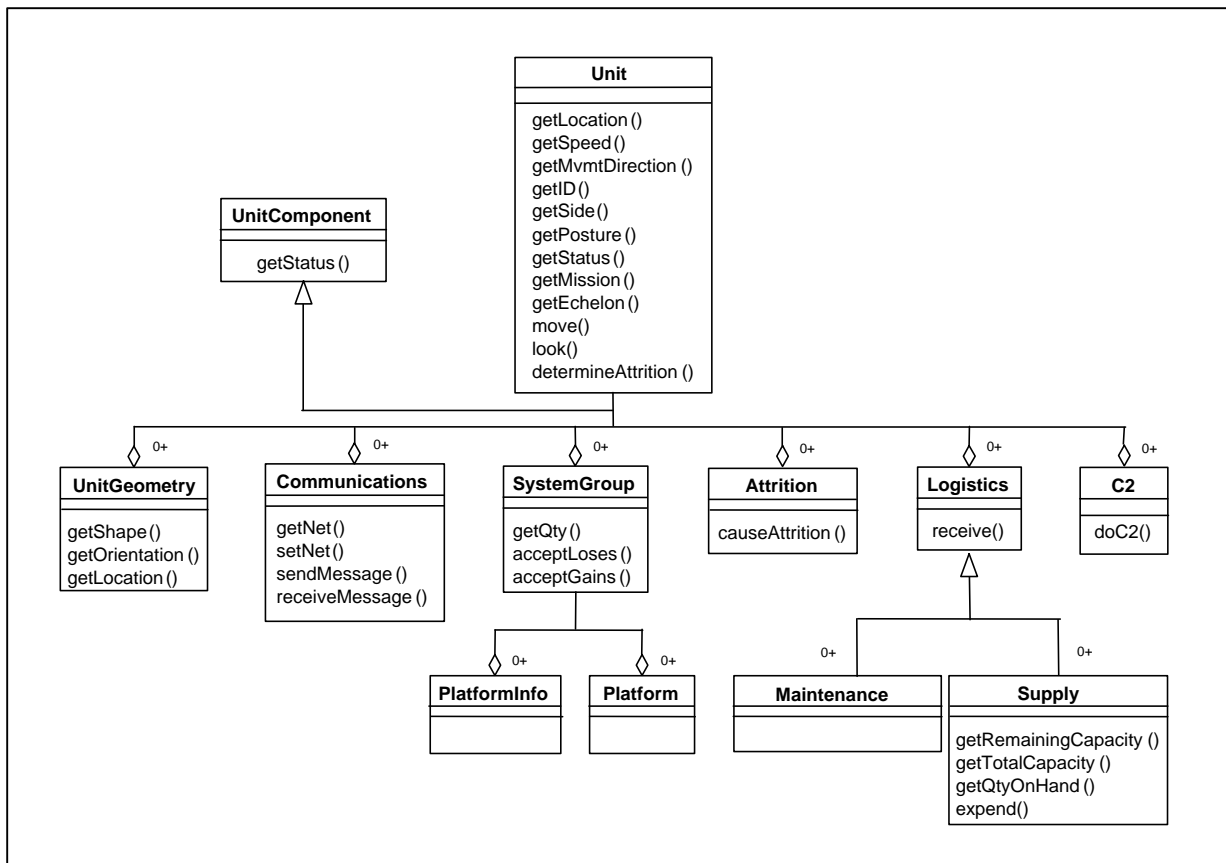 Unit
getLocation ()
getSpeed()
getMvmtDirection ()
getID()
getSide()
getPosture()
getStatus()
getMission()
getEchelon ()
move()
look()
determineAttrition ()
UnitComponent
getStatus()
0+
0+
0+
0+
0+
0+
UnitGeometry
getShape()
getOrientation()
getLocation()
Communications
getNet()
setNet()
sendMessage()
receiveMessage()
SystemGroup
getQty()
acceptLoses()
acceptGains()
Attrition
causeAttrition ()
Logistics
receive()
C2
doC2()
0+
0+
0+
0+
PlatformInfo
Platform
Maintenance
Supply
getRemainingCapacity ()
getTotalCapacity ()
getQtyOnHand ()
expend()